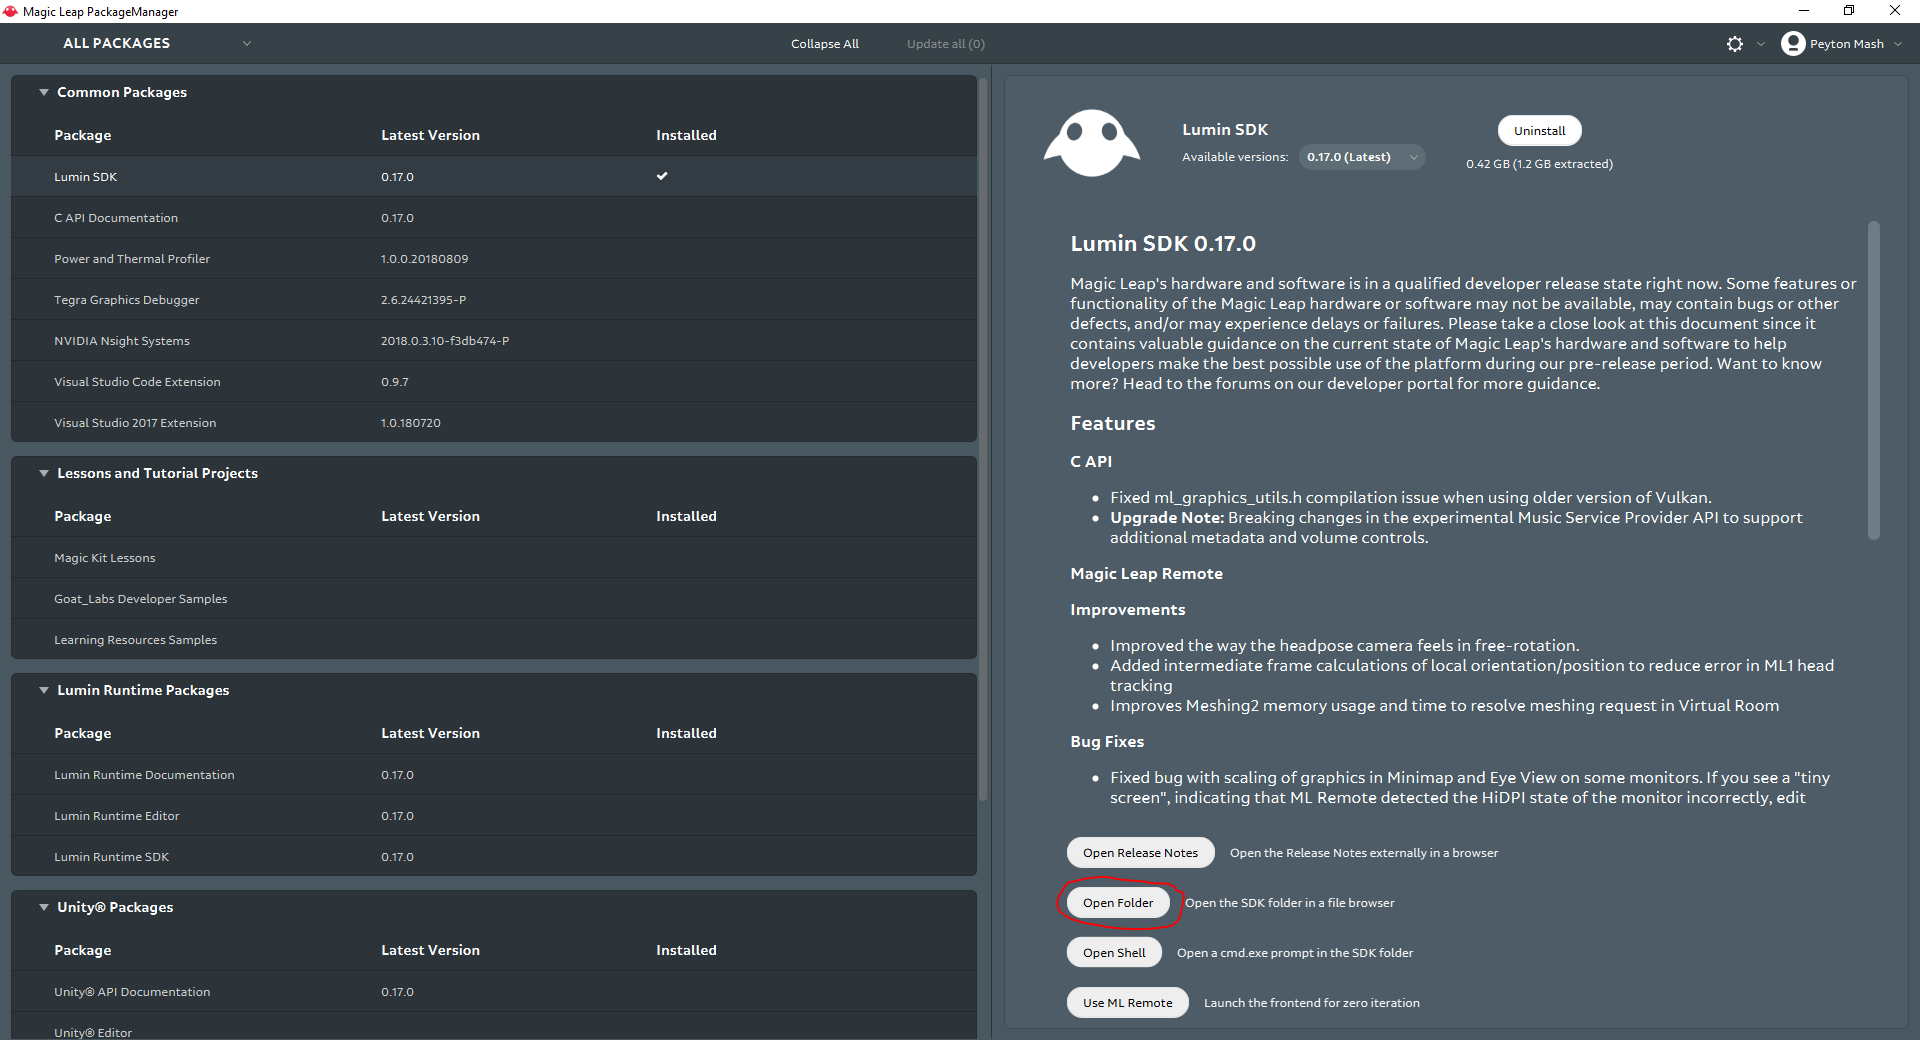 Magic Leap PackageManager
ALL PACKAGES
Collapse All
Update all (0)
Peyton Mash
Common Packages
Package Latest Version Installed
Lumin SDK 0.17.0
C API Documentation 0.17.0
Power and Thermal Profiler 1.0.0.20180809
Tegra Graphics Debugger 2.6.24421395-P
NVIDIA Nsight Systems 2018.0.3.10-f3db474-P
Visual Studio Code Extension 0.9.7
Visual Studio 2017 Extension 1.0.180720
Lessons and Tutorial Projects
Package Latest Version Installed
Magic Kit Lessons
Goat_Labs Developer Samples
Learning Resources Samples
Lumin Runtime Packages
Package Latest Version Installed
Lumin Runtime Documentation 0.17.0
Lumin Runtime Editor 0.17.0
Lumin Runtime SDK 0.17.0
Unity® Packages
Package Latest Version Installed
Unity® API Documentation 0.17.0
Unity® Editor
Lumin SDK
Uninstall
Available versions: 0.17.0 (Latest)
0.42 GB (1.2 GB extracted)
Lumin SDK 0.17.0
Magic Leap's hardware and software is in a qualified developer release state right now. Some features or
functionality of the Magic Leap hardware or software may not be available, may contain bugs or other
defects, and/or may experience delays or failures. Please take a close look at this document since it
contains valuable guidance on the current state of Magic Leap's hardware and software to help
developers make the best possible use of the platform during our pre-release period. Want to know
more? Head to the forums on our developer portal for more guidance.
Features
C API
• Fixed ml_graphics_utils.h compilation issue when using older version of Vulkan.
• Upgrade Note: Breaking changes in the experimental Music Service Provider API to support
additional metadata and volume controls.
Magic Leap Remote
Improvements
• Improved the way the headpose camera feels in free-rotation.
• Added intermediate frame calculations of local orientation/position to reduce error in ML1 head
tracking
• Improves Meshing2 memory usage and time to resolve meshing request in Virtual Room
Bug Fixes
• Fixed bug with scaling of graphics in Minimap and Eye View on some monitors. If you see a "tiny
screen", indicating that ML Remote detected the HiDPI state of the monitor incorrectly, edit
Open Release Notes Open the Release Notes externally in a browser
Open Folder Open the SDK folder in a file browser
Open Shell Open a cmd.exe prompt in the SDK folder
Use ML Remote Launch the frontend for zero iteration